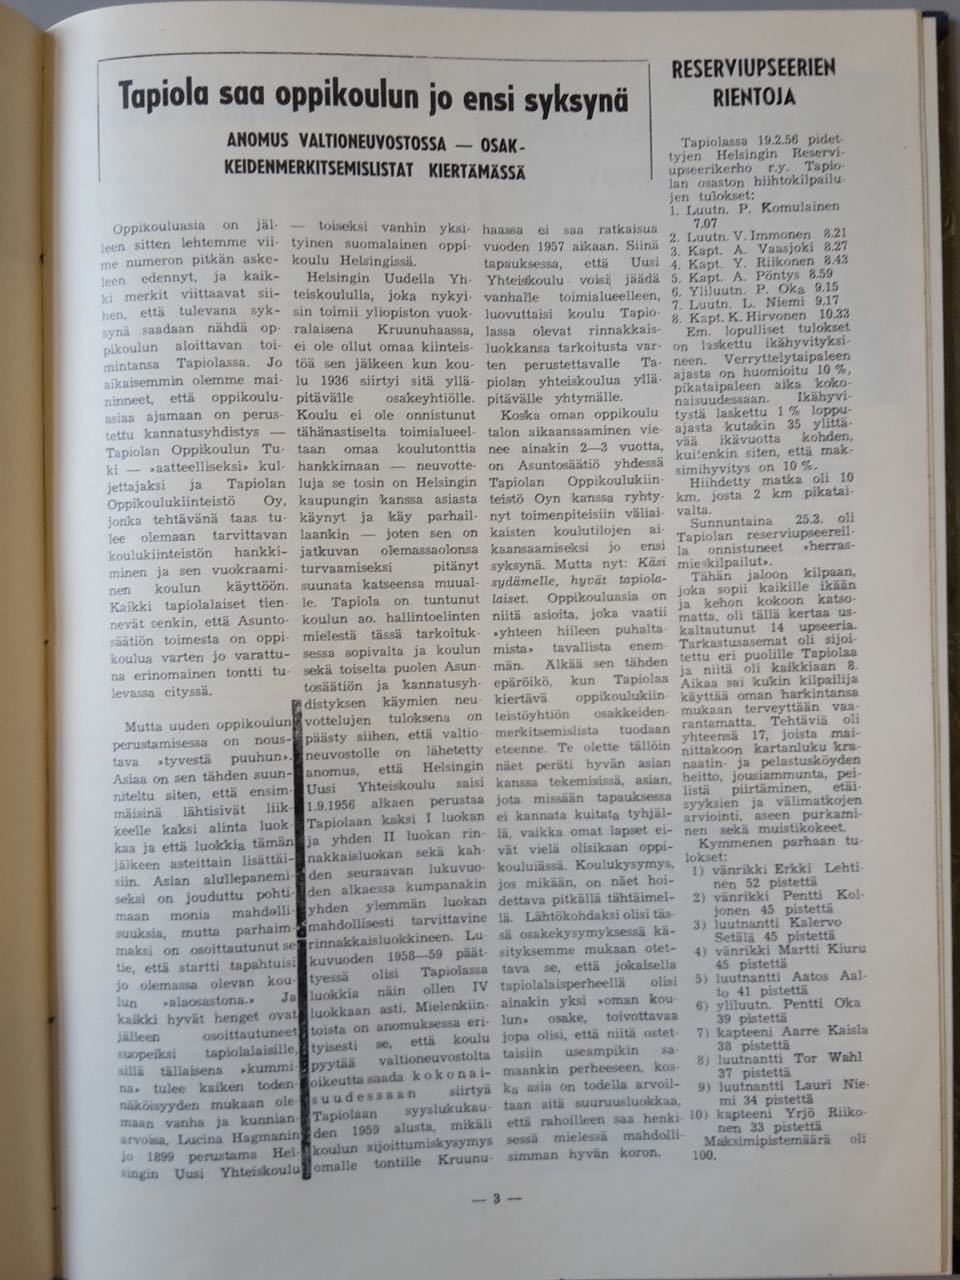 Tapiola saa oppikoulun jo ensi syksynä
ANOMUS VALTIONEUVOSTOSSA — OSAK-
KEIDENMERKITSEMISLISTAT KIERTÄMÄSSÄ
Oppikouluasia on jäl-
leen sitten lehtemme vii-
me numeron pitkän aske-
leen edennyt, ja kaik-
ki merkit viittaavat sii-
hen, että tulevana syk-
synä saadaan nähdä op-
pikoulun aloittavan toi-
mintansa Tapiolassa. Jo
aikaisemmin olemme mai-
ninneet, että oppikoulu-
asiaa ajamaan on perus-
tettu kannatusyhdistys —
Tapiolan Oppikoulun Tu-
ki — »aatteelliseksi» kul-
jettajaksi ja Tapiolan
Oppikoulukiinteistö Oy,
jonka tehtävänä taas tu-
lee olemaan tarvittavan
koulukiinteistön hankki-
minen ja sen vuokraami-
nen koulun käyttöön.
Kaikki tapiolalaiset tien-
nevät senkin, että Asunto-
säätiön toimesta on oppi-
koulua varten jo varattu-
na erinomainen tontti tu-
levassa cityssä.
Mutta uuden oppikoulun
perustamisessa on nous-
tava »tyvestä puuhun».
Asiaa on sen tähden suun-
niteltu siten, että ensim-
mäisinä lähtisivät liik-
keelle kaksi alinta luok-
kaa ja että luokkia tämän
jälkeen asteittain lisättäi-
siin. Asian alullepanemi-
seksi on jouduttu pohti-
maan monia mahdolli-
suuksia, mutta parhaim-
maksi on osoittautunut se
tie, että startti tapahtuisi
jo olemassa olevan kou-
lun »alaosastona.» Ja
kaikki hyvät henget ovat
jälleen osoittautuneet
suopeiksi tapiolalaisille,
sillä tällaisena »kummi-
na» tulee kaiken toden-
näköisyyden mukaan ole-
maan vanha ja kunnian-
arvoisa, Lucina Hagmanin
jo 1899 perustama Hel-
singin Uusi Yhteiskoulu
— toiseksi vanhin yksi-
tyinen suomalainen oppi-
koulu Helsingissä.
Helsingin Uudella Yh-
teiskoululla, joka nykyi-
sin toimii yliopiston vuok-
ralaisena Kruunuhaassa,
ei ole ollut omaa kiinteis-
töä sen jälkeen kun kou-
lu 1936 siirtyi sitä yllä-
pitävälle osakeyhtiölle.
Koulu ei ole onnistunut
tähänastiselta toimialueel-
taan omaa koulutonttia
hankkimaan — neuvotte-
luja se tosin on Helsingin
kaupungin kanssa asiasta
käynyt ja käy parhail-
laankin — joten sen on
jatkuvan olemassaolonsa
turvaamiseksi pitänyt
suunata katseensa muual-
le. Tapiola on tuntunut
koulun ao. hallintoelinten
mielestä tässä tarkoituk-
sessa sopivalta ja koulun
sekä toiselta puolen Asun-
tosäätiön ja kannatusyh-
distyksen käymien neu-
vottelujen tuloksena on
päästy siihen, että valtio-
neuvostolle on lähetetty
anomus, että Helsingin
Uusi Yhteiskoulu saisi
1.9.1956 alkaen perustaa
Tapiolaan kaksi I luokan
ja yhden II luokan rin-
nakkaisluokan sekä kah-
den seuraavan lukuvuo-
den alkaessa kumpanakin
yhden ylemmän luokan
mahdollisesti tarvittavine
rinnakkaisluokkineen. Lu-
kuvuoden 1958—59 päät-
tyessä olisi Tapiolassa
luokkia näin ollen IV
luokkaan asti. Mielenkiin-
toista on anomuksessa eri-
tyisesti se, että koulu
pyytää valtioneuvostolta
oikeutta saada kokonai-
suudessaan siirtyä
Tapiolaan syyslukukau-
den 1959 alusta, mikäli
koulun sijoittumiskysymys
omalle tontille Kruunu-
haassa ei saa ratkaisua
vuoden 1957 aikaan. Siinä
tapauksessa, että Uusi
Yhteiskoulu voisi jäädä
vanhalle toimialueelleen,
luovuttaisi koulu Tapio-
lassa olevat rinnakkais-
luokkansa tarkoitusta var-
ten perustettavalle Ta-
piolan yhteiskoulua yllä-
pitävälle yhtymälle.
Koska oman oppikoulu
talon aikaansaaminen vie-
nee ainakin 2—3 vuotta,
on Asuntosäätiö yhdessä
Tapiolan Oppikoulukiin-
teistö Oyn kanssa ryhty-
nyt toimenpiteisiin väliai-
kaisten koulutilojen ai-
kaansaamiseksi jo ensi
syksynä. Mutta nyt: Käsi
sydämelle, hyvät tapiola-
laiset. Oppikouluasia on
niitä asioita, joka vaatii
»yhteen hiileen puhalta-
mista» tavallista enem-
män. Älkää sen tähden
epäröikö, kun Tapiolaa
kiertävä oppikoulukiin-
teistöyhtiön osakkeiden-
merkitsemislista tuodaan
eteenne. Te olette tällöin
näet peräti hyvän asian
kanssa tekemisissä, asian,
jota missään tapauksessa
ei kannata kuitata tyhjäl-
lä, vaikka omat lapset ei-
vät vielä olisikaan oppi-
kouluiässä. Koulukysymys,
jos mikään, on näet hoi-
dettava pitkällä tähtäimel-
lä. Lähtökohdaksi olisi täs-
sä osakekysymyksessä kä-
sityksemme mukaan otet-
tava se, että jokaisella
tapiolalaisperheellä olisi
ainakin yksi »oman kou-
lun» osake, toivottavaa
jopa olisi, että niitä ostet-
taisiin useampikin sa-
maankin perheeseen, kos-
ka asia on todella arvoil-
taan sitä suuruusluokkaa,
että rahoilleen saa henki-
sessä mielessä mahdolli-
simman hyvän koron.
RESERVIUPSEERIEN
RIENTOJA
Tapiolassa 19.2.56 pidet-
tyjen Helsingin Reservi-
upseerikerho r.y. Tapio-
lan osaston hiihtokilpailu-
jen tulokset:
1. Luutn. P. Komulainen
7.07
2. Luutn. V. Immonen 8.21
3. Kapt. A. Vaasjoki 8.27
4. Kapt. Y. Riikonen 8.43
5. Kapt. A. Pöntys 8.59
6. Yliluutn. P. Oka 9.15
7. Luutn. L. Niemi 9.17
8. Kapt. K. Hirvonen 10.33
Em. lopulliset tulokset
on laskettu ikähyvityksi-
neen. Verryttelytaipaleen
ajasta on huomioitu 10 %,
pikataipaleen aika koko-
naisuudessaan. Ikähyvi-
tystä laskettu 1 % loppu-
ajasta kutakin 35 ylittä-
vää ikävuotta kohden,
kuitenkin siten, että mak-
simihyvitys on 10 %.
Hiihdetty matka oli 10
km, josta 2 km pikatai-
valta.
Sunnuntaina 25.3. oli
Tapiolan reserviupseereil-
la onnistuneet »herras-
mieskilpailut».
Tähän jaloon kilpaan,
joka sopii kaikille ikään
ja kehon kokoon katso-
matta, oli tällä kertaa us-
kaltautunut 14 upseeria.
Tarkastusasemat oli sijoi-
tettu eri puolille Tapiolaa
ja niitä oli kaikkiaan 8.
Aikaa sai kukin kilpailija
käyttää oman harkintansa
mukaan terveyttään vaa-
rantamatta. Tehtäviä oli
yhteensä 17, joista mai-
nittakoon kartanluku kra-
naatin- ja pelastusköyden
heitto, jousiammunta, pei-
listä piirtäminen, etäi-
syyksien ja välimatkojen
arviointi, aseen purkami-
nen sekä muistikokeet.
Kymmenen parhaan tu-
lokset:
1) vänrikki Erkki Lehti-
nen 52 pistettä
2) vänrikki Pentti Kol-
jonen 45 pistettä
3) luutnantti Kalervo
Setälä 45 pistettä
4) vänrikki Martti Kiuru
45 pistettä
5) luutnantti Aatos Aal-
to 41 pistettä
6) yliluutn. Pentti Oka
39 pistettä
7) kapteeni Aarre Kaisla
38 pistettä
8) luutnantti Tor Wahl
37 pistettä
9) luutnantti Lauri Nie-
mi 34 pistettä
10) kapteeni Yrjö Riiko-
nen 33 pistettä
Maksimipistemäärä oli
100.
— 3 —